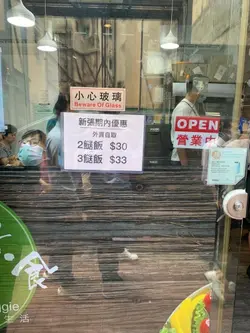 小心玻璃
Beware Of Glass
新張期內優惠
外賣自取
2餸飯 $30
3餸飯 $33
OPEN
營業中
食
gie
生活